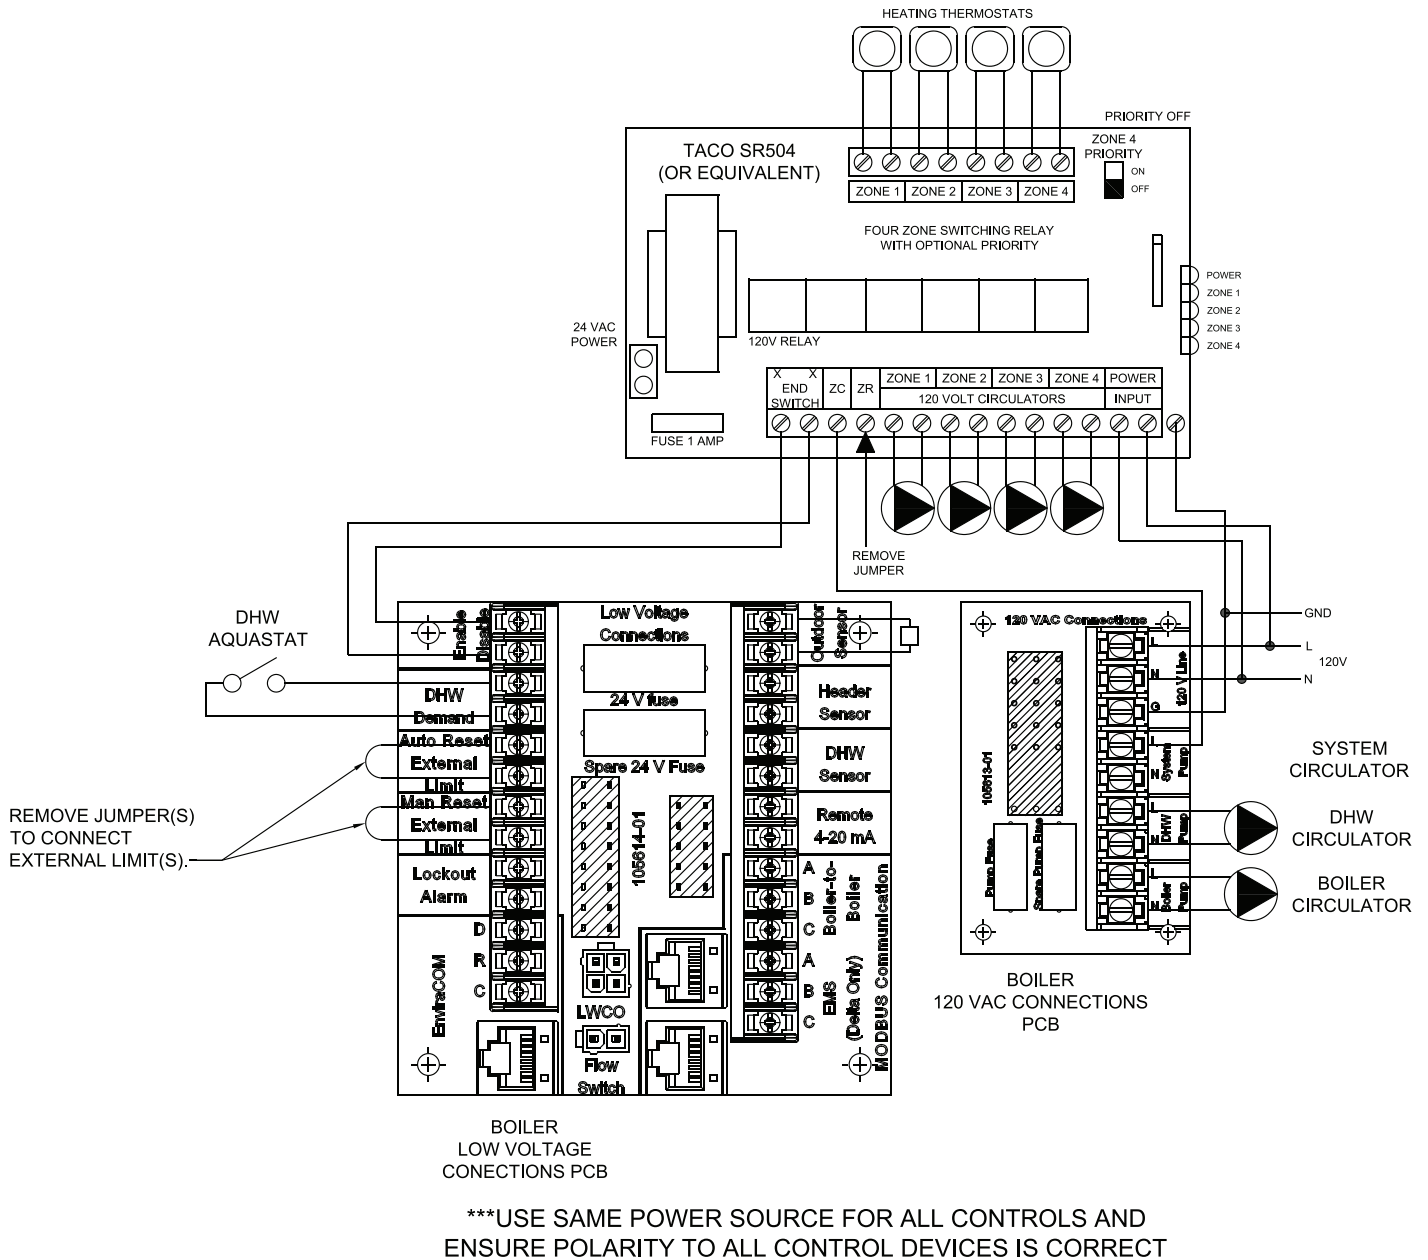 HEATING THERMOSTATS
PRIORITY OFF
TACO SR504
(OR EQUIVALENT)
ZONE 4
PRIORITY
ON
OFF
ZONE 1 ZONE 2 ZONE 3 ZONE 4
FOUR ZONE SWITCHING RELAY
WITH OPTIONAL PRIORITY
POWER
ZONE 1
ZONE 2
ZONE 3
ZONE 4
24 VAC
POWER
120V RELAY
X X
END
SWITCH
ZC
ZR
ZONE 1 ZONE 2 ZONE 3 ZONE 4 POWER
120 VOLT CIRCULATORS INPUT
FUSE 1 AMP
REMOVE
JUMPER
DHW
AQUASTAT
Enable
Disable
Low Voltage
Connections
Outdoor
Sensor
DHW
Demand
24 V fuse
Header
Sensor
Auto Reset
External
Limit
Spare 24 V Fuse
DHW
Sensor
Man Reset
External
Limit
105614-01
Remote
4-20 mA
Lockout
Alarm
A
B
C
Boiler-to-
Boiler
D
R
C
EnviraCOM
A
B
C
EMS
(Delta Only)
MODBUS Communication
LWCO
Flow
Switch
REMOVE JUMPER(S)
TO CONNECT
EXTERNAL LIMIT(S).
BOILER
LOW VOLTAGE
CONECTIONS PCB
120 VAC Connections
L
N
G
120 V Line
L
N
System
Pump
L
N
DHW
Pump
L
N
Boiler
Pump
105613-01
Pump Fuse
Spare Pump Fuse
GND
L
120V
N
SYSTEM
CIRCULATOR
DHW
CIRCULATOR
BOILER
CIRCULATOR
BOILER
120 VAC CONNECTIONS
PCB
***USE SAME POWER SOURCE FOR ALL CONTROLS AND
ENSURE POLARITY TO ALL CONTROL DEVICES IS CORRECT